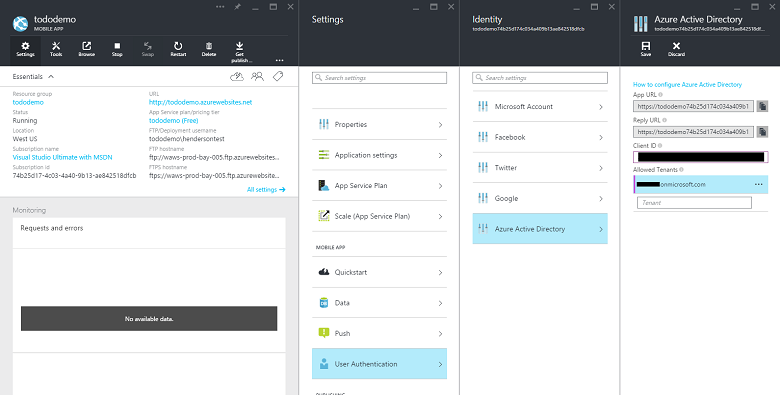 tododemo
MOBILE APP
Settings
Tools
Browse
Stop
Swap
Restart
Delete
Get publish ...
Essentials
Resource group
tododemo
Status
Running
Location
West US
Subscription name
Visual Studio Ultimate with MSDN
Subscription id
74b25d17-4c03-4a40-9b13-ae842518dfcb
URL
http://tododemo.azurewebsites.net
App Service plan/pricing tier
tododemo (Free)
FTP/Deployment username
tododemo\hendersontest
FTP hostname
ftp://waws-prod-bay-005.ftp.azurewebsites...
FTPS hostname
ftps://waws-prod-bay-005.ftp.azurewebsite...
All settings
Monitoring
Requests and errors
No available data.
Settings
Search settings
Properties
Application settings
App Service Plan
Scale (App Service Plan)
MOBILE APP
Quickstart
Data
Push
User Authentication
PUBLISHING
Identity
tododemo74b25d174c034a409b13ae842518dfcb
Search settings
Microsoft Account
Facebook
Twitter
Google
Azure Active Directory
Azure Active Directory
tododemo74b25d174c034a409b13ae842518df...
Save
Discard
How to configure Azure Active Directory
App URL
https://tododemo74b25d174c034a409b1
Reply URL
https://tododemo74b25d174c034a409b1
Client ID
Allowed Tenants
onmicrosoft.com
Tenant